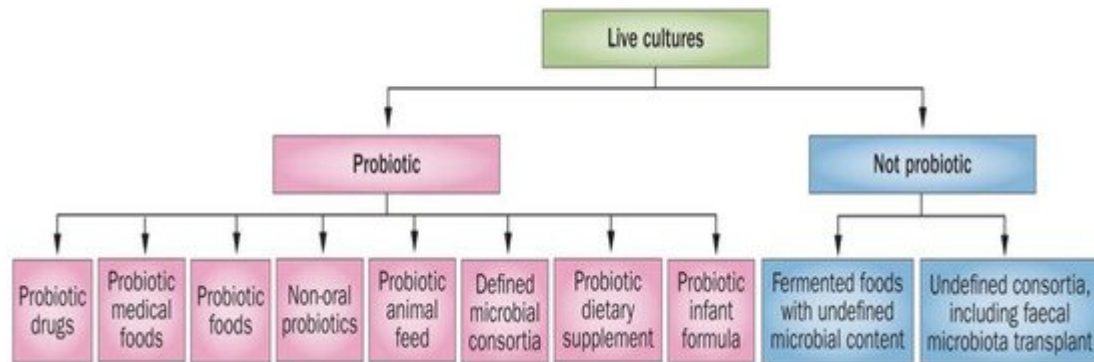 Live cultures
Probiotic
Not probiotic
Probiotic
drugs
Probiotic
medical
foods
Probiotic
foods
Non-oral
probiotics
Probiotic
animal
feed
Defined
microbial
consortia
Probiotic
dietary
supplement
Probiotic
infant
formula
Fermented foods
with undefined
microbial content
Undefined consortia,
including faecal
microbiota transplant